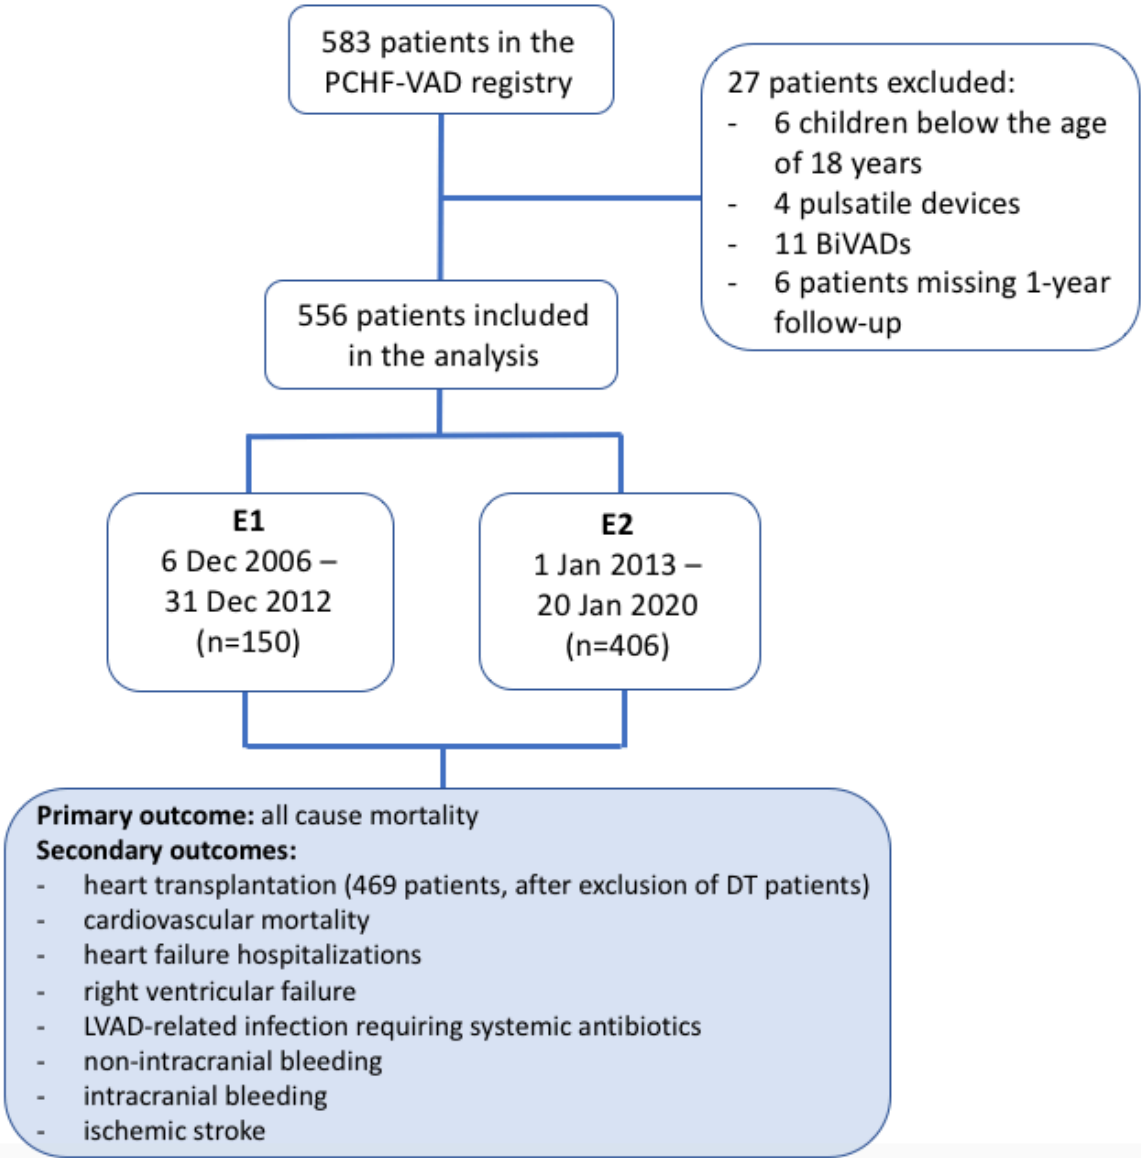 583 patients in the
PCHF-VAD registry
27 patients excluded:
- 6 children below the age
of 18 years
- 4 pulsatile devices
- 11 BiVADs
- 6 patients missing 1-year
follow-up
556 patients included
in the analysis
E1
6 Dec 2006 –
31 Dec 2012
(n=150)
E2
1 Jan 2013 –
20 Jan 2020
(n=406)
Primary outcome: all cause mortality
Secondary outcomes:
- heart transplantation (469 patients, after exclusion of DT patients)
- cardiovascular mortality
- heart failure hospitalizations
- right ventricular failure
- LVAD-related infection requiring systemic antibiotics
- non-intracranial bleeding
- intracranial bleeding
- ischemic stroke